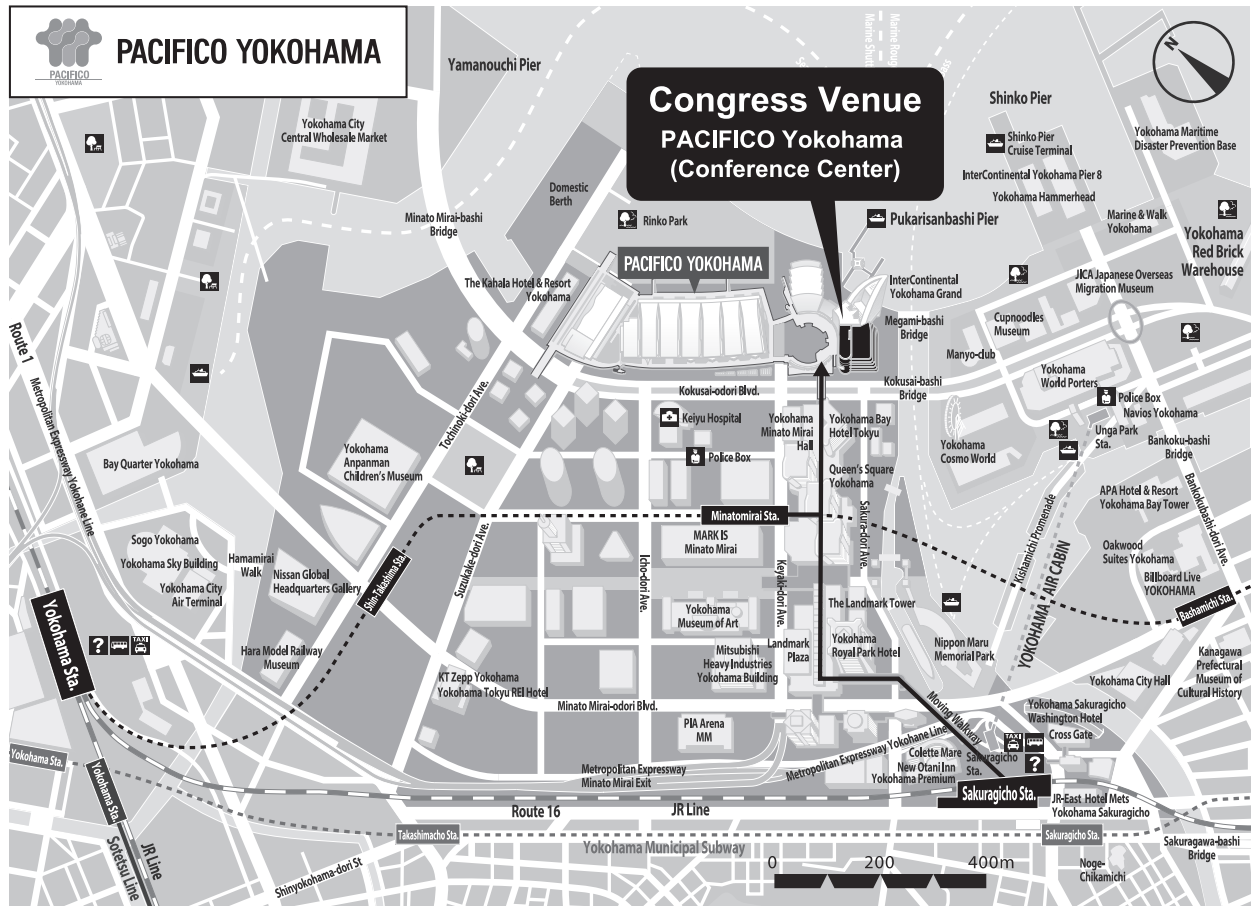 PACIFICO
YOKOHAMA
PACIFICO YOKOHAMA
Yamanouchi Pier
Congress Venue
PACIFICO Yokohama
(Conference Center)
N
Shinko Pier
Yokohama City
Central Wholesale Market
Shinko Pier
Cruise Terminal
Yokohama Maritime
Disaster Prevention Base
InterContinental Yokohama Pier 8
Yokohama Hammerhead
Domestic
Berth
Minato Mirai-bashi
Bridge
Rinko Park
Pukarisanbashi Pier
Marine & Walk
Yokohama
Yokohama
Red Brick
Warehouse
PACIFICO YOKOHAMA
The Kahala Hotel & Resort
Yokohama
InterContinental
Yokohama Grand
JICA Japanese Overseas
Migration Museum
Megami-bashi
Bridge
Cupnoodles
Museum
Manyo-club
Route 1
Metropolitan Expressway Yokohane Line
Tochinoki-dori Ave.
Kokusai-odori Blvd.
Kokusai-bashi
Bridge
Yokohama
World Porters
Police Box
Navios Yokohama
Keiyu Hospital
Yokohama
Minato Mirai
Hall
Yokohama Bay
Hotel Tokyu
Unga Park
Sta.
Bankoku-bashi
Bridge
Yokohama
Cosmo World
Bay Quarter Yokohama
Yokohama
Anpanman
Children's Museum
Police Box
Queen's Square
Yokohama
APA Hotel & Resort
Yokohama Bay Tower
Bankokubashi-dori Ave.
Minatomirai Sta.
Sakura-dori Ave.
Kishamichi Promenade
MARK IS
Minato Mirai
Sogo Yokohama
Yokohama Sky Building
Yokohama City
Air Terminal
Hamamirai
Walk
Nissan Global
Headquarters Gallery
Shin-Takashima Sta.
Suzukake-dori Ave.
Icho-dori Ave.
Keyaki-dori Ave.
Oakwood
Suites Yokohama
Billboard Live
YOKOHAMA
Bashamichi Sta.
YOKOHAMA AIR CABIN
Yokohama Sta.
?
TAXI
Yokohama
Museum of Art
The Landmark Tower
Hara Model Railway
Museum
Mitsubishi
Heavy Industries
Yokohama Building
Landmark
Plaza
Yokohama
Royal Park Hotel
Nippon Maru
Memorial Park
Kanagawa
Prefectural
Museum of
Cultural History
KT Zepp Yokohama
Yokohama Tokyu REI Hotel
Yokohama City Hall
Minato Mirai-odori Blvd.
Moving Walkway
Yokohama Sakuragicho
Washington Hotel
Cross Gate
PIA Arena
MM
TAXI
?
Yokohama Sta.
Yokohama Sta.
Metropolitan Expressway Yokohane Line
Colette Mare
New Otani Inn
Yokohama Premium
Sakuragicho
Sta.
Metropolitan Expressway
Minato Mirai Exit
Sakuragicho Sta.
JR-East Hotel Mets
Yokohama Sakuragicho
Route 16
JR Line
Takashimacho Sta.
Sakuragicho Sta.
Yokohama Municipal Subway
Sakuragawa-bashi
Bridge
JR Line
Sotetsu Line
Shinyokohama-dori St
Noge-
Chikamichi
0 200 400m